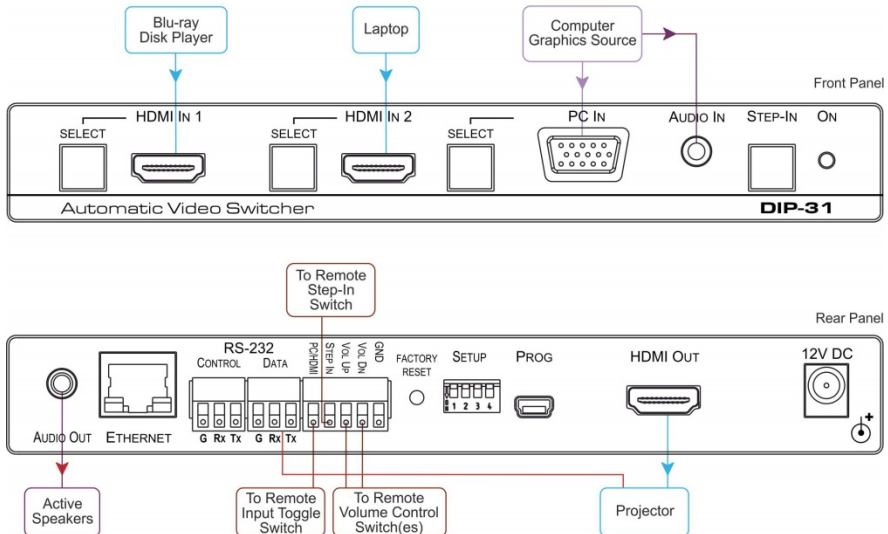 Blu-ray
Disk Player
Laptop
Computer
Graphics Source
Front Panel
HDMI IN 1
HDMI IN 2
PC IN
AUDIO IN
STEP-IN
ON
SELECT
SELECT
SELECT
Automatic Video Switcher
DIP-31
To Remote
Step-In
Switch
Rear Panel
RS-232
CONTROL
DATA
PC/HDMI
STEP IN
VOL UP
VOL DN
GND
FACTORY
RESET
SETUP
PROG
HDMI OUT
12V DC
1 2 3 4
AUDIO OUT
ETHERNET
G Rx Tx
G Rx Tx
+
Active
Speakers
To Remote
Input Toggle
Switch
To Remote
Volume Control
Switch(es)
Projector